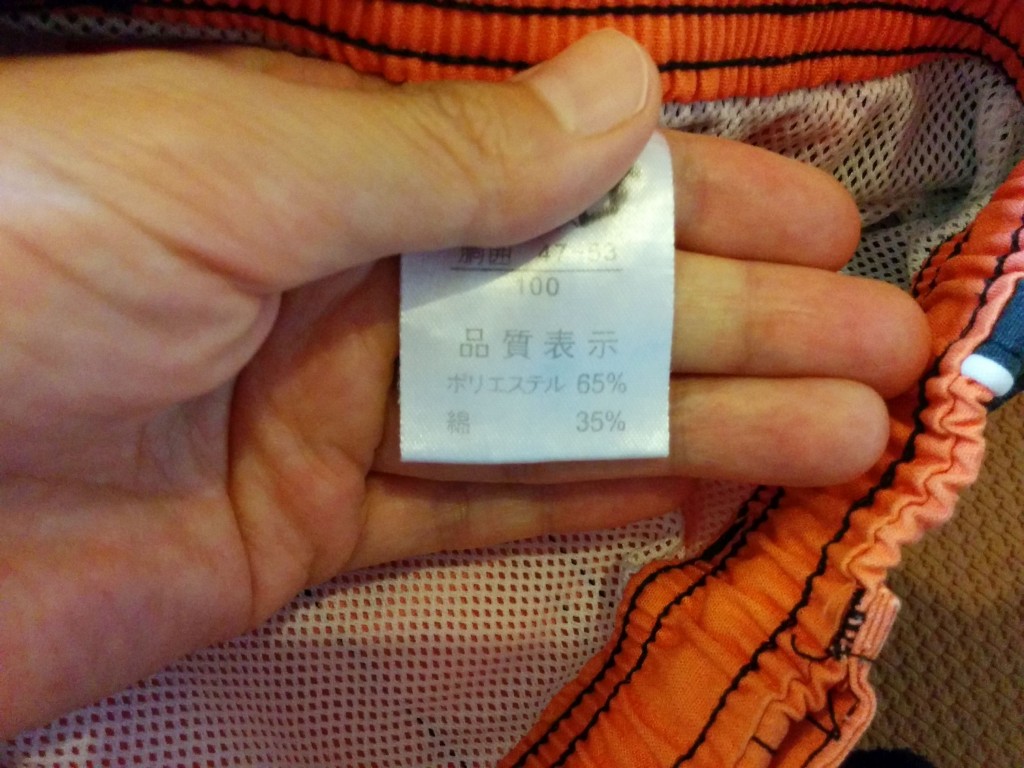 胴囲 47-53
100
品質表示
ポリエステル 65%
綿 35%